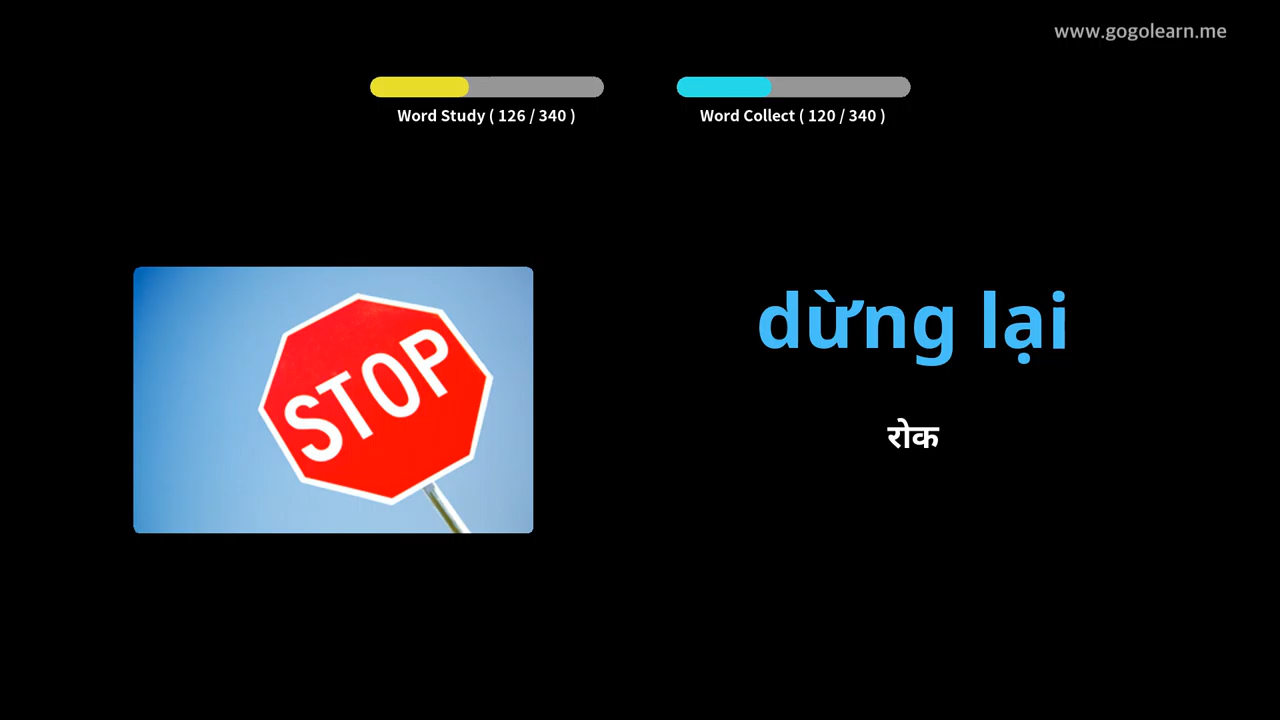 www.gogolearn.me
Word Study ( 126 / 340 )
Word Collect ( 120 / 340 )
STOP
dừng lại
रोक